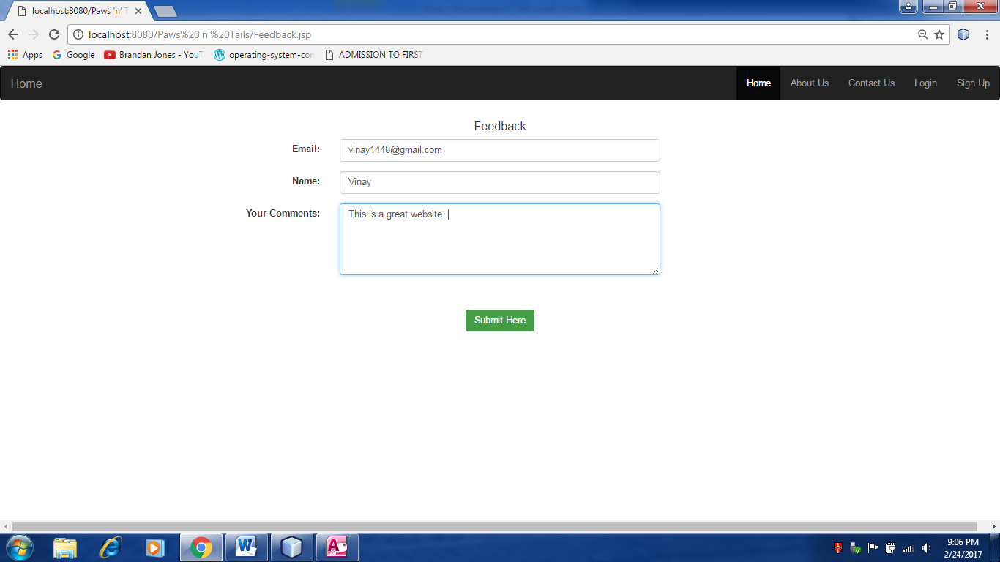 localhost:8080/Paws 'n' T
localhost:8080/Paws%20'n'%20Tails/Feedback.jsp
Apps Google Brandan Jones - YouT operating-system-con ADMISSION TO FIRST
Home Home About Us Contact Us Login Sign Up
Feedback
Email: vinay1448@gmail.com
Name: Vinay
Your Comments: This is a great website..
Submit Here
9:06 PM
2/24/2017